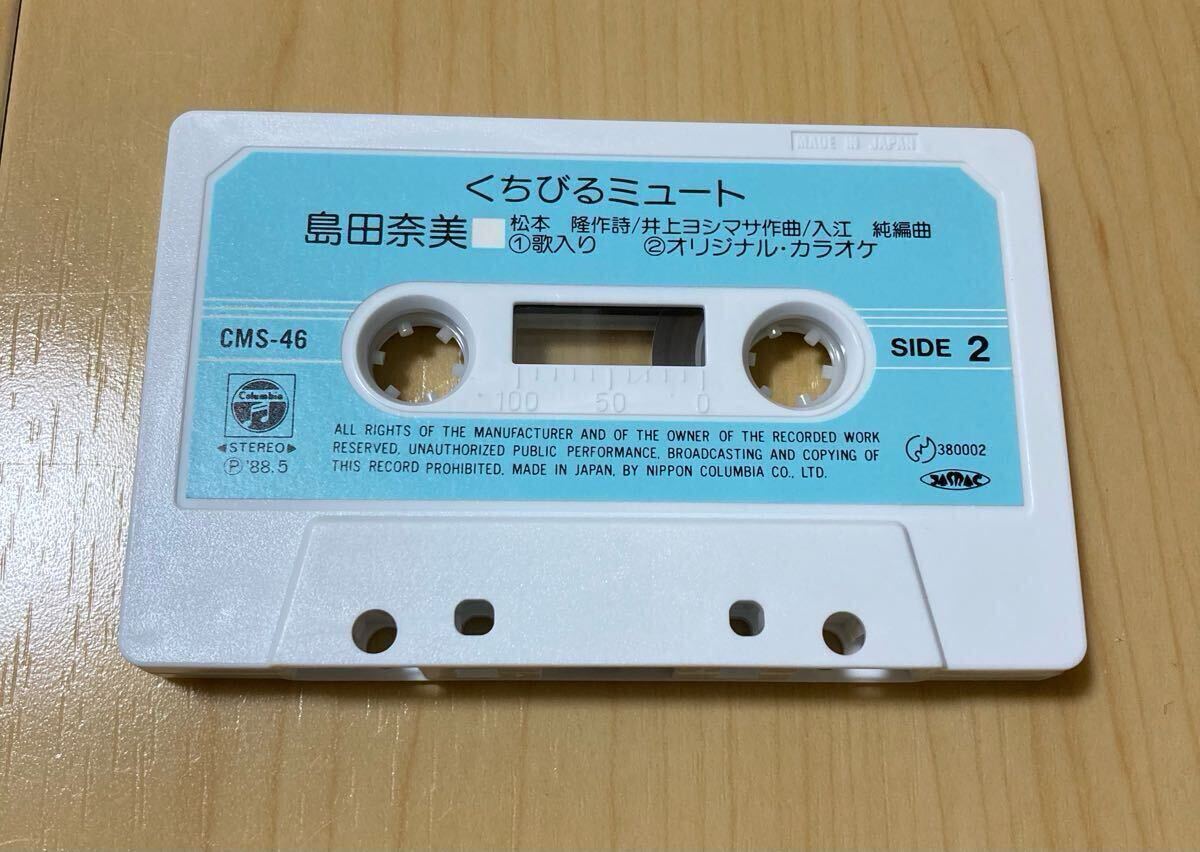 MADE IN JAPAN
くちびるミュート
島田奈美 松本 隆作詩/井上ヨシマサ作曲/入江 純編曲
①歌入り ②オリジナル・カラオケ
CMS-46
SIDE 2
100 50 0
Columbia
◀STEREO▶
Ⓟ'88.5
ALL RIGHTS OF THE MANUFACTURER AND OF THE OWNER OF THE RECORDED WORK
RESERVED. UNAUTHORIZED PUBLIC PERFORMANCE. BROADCASTING AND COPYING OF
THIS RECORD PROHIBITED. MADE IN JAPAN, BY NIPPON COLUMBIA CO., LTD.
380002
JASRAC